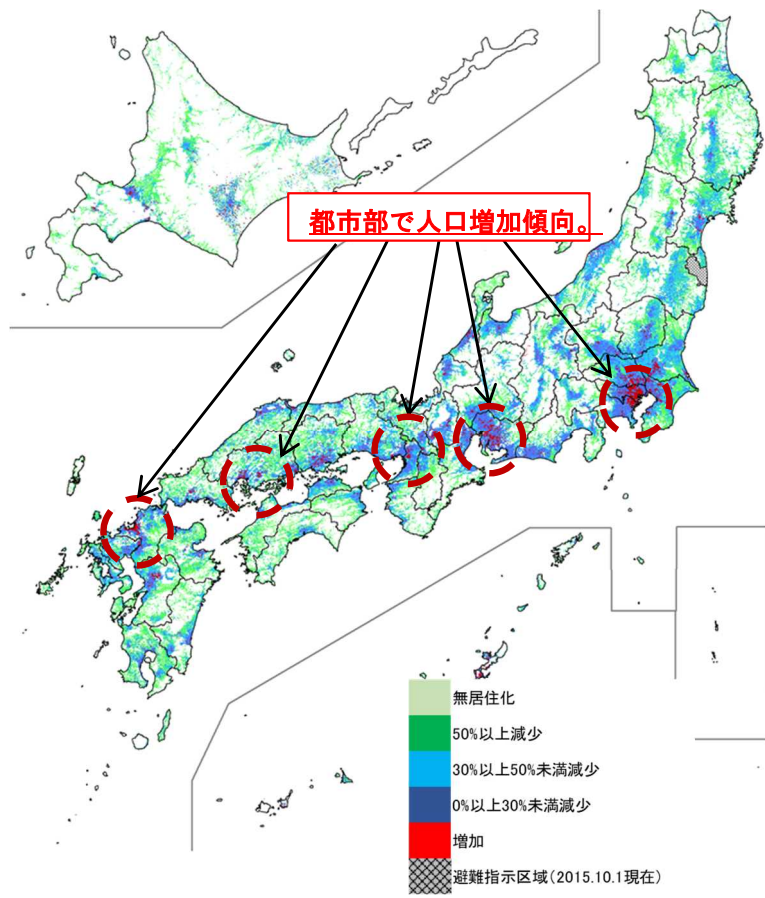 都市部で人口増加傾向。
無居住化
50%以上減少
30%以上50%未満減少
0%以上30%未満減少
増加
避難指示区域(2015.10.1現在)